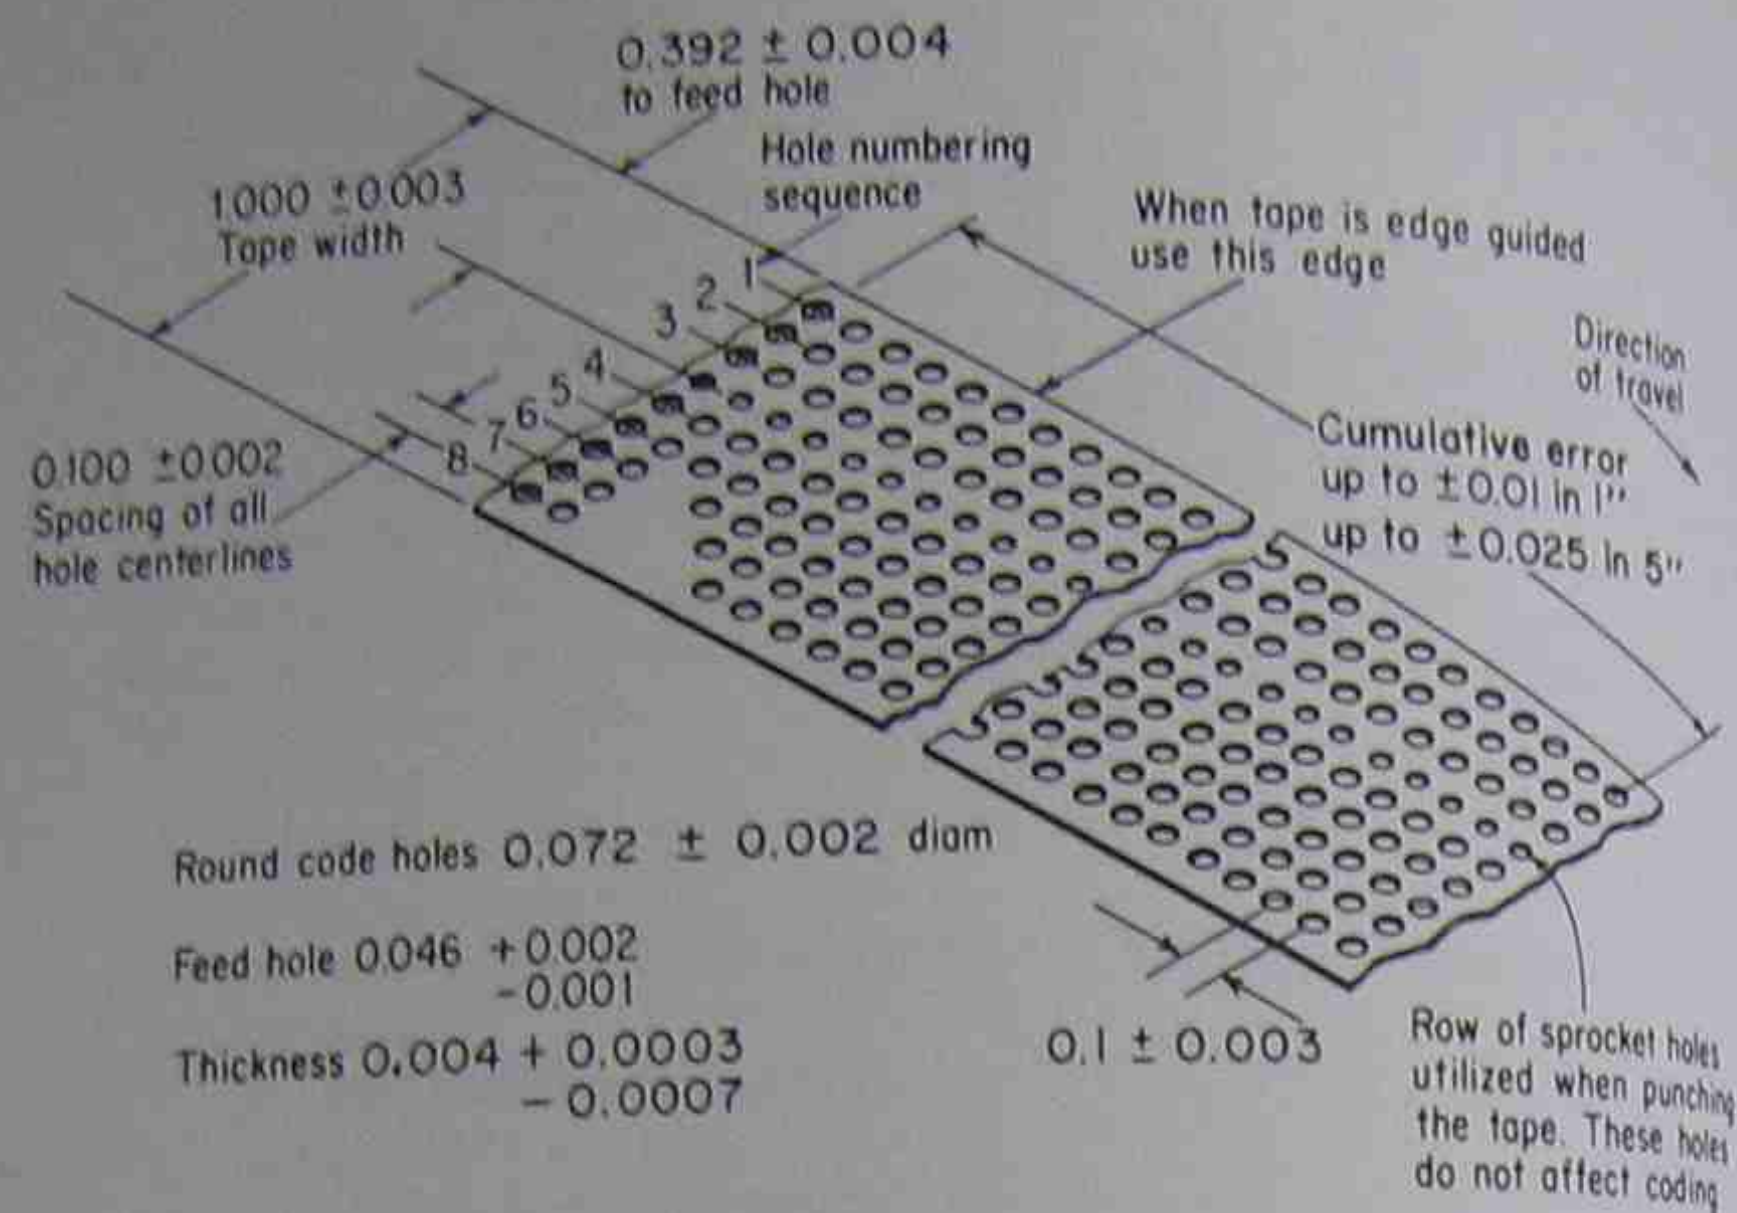 0.392 ± 0.004
to feed hole
Hole numbering
sequence
1.000 ±0.003
Tape width
When tape is edge guided
use this edge
Direction
of travel
1
2
3
4
5
6
7
8
0.100 ±0.002
Spacing of all
hole centerlines
Cumulative error
up to ±0.01 in 1"
up to ±0.025 in 5"
Round code holes 0.072 ± 0.002 diam
Feed hole 0.046 +0.002
-0.001
Thickness 0.004 + 0.0003
- 0.0007
0.1 ± 0.003
Row of sprocket holes
utilized when punching
the tape. These holes
do not affect coding